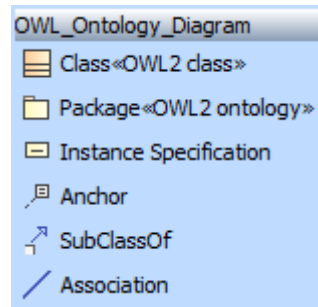 OWL_Ontology_Diagram
Class«OWL2 class»
Package«OWL2 ontology»
Instance Specification
Anchor
SubClassOf
Association